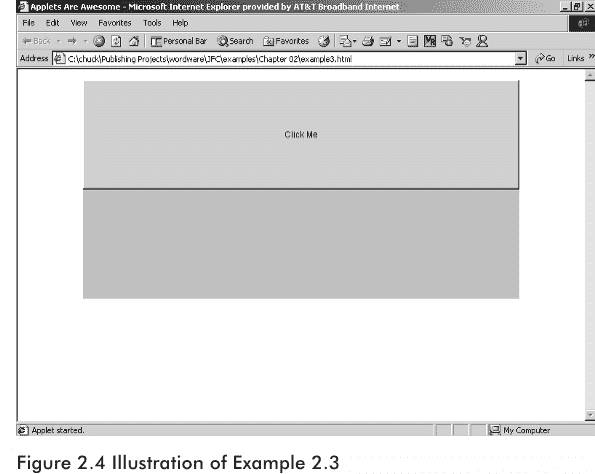 Applets Are Awesome - Microsoft Internet Explorer provided by AT&T Broadband Internet
File Edit View Favorites Tools Help
Back Personal Bar Search Favorites
Address C:\chuck\Publishing Projects\wordware\JFC\examples\Chapter 02\example3.html Go Links »
Click Me
Applet started. My Computer
Figure 2.4 Illustration of Example 2.3